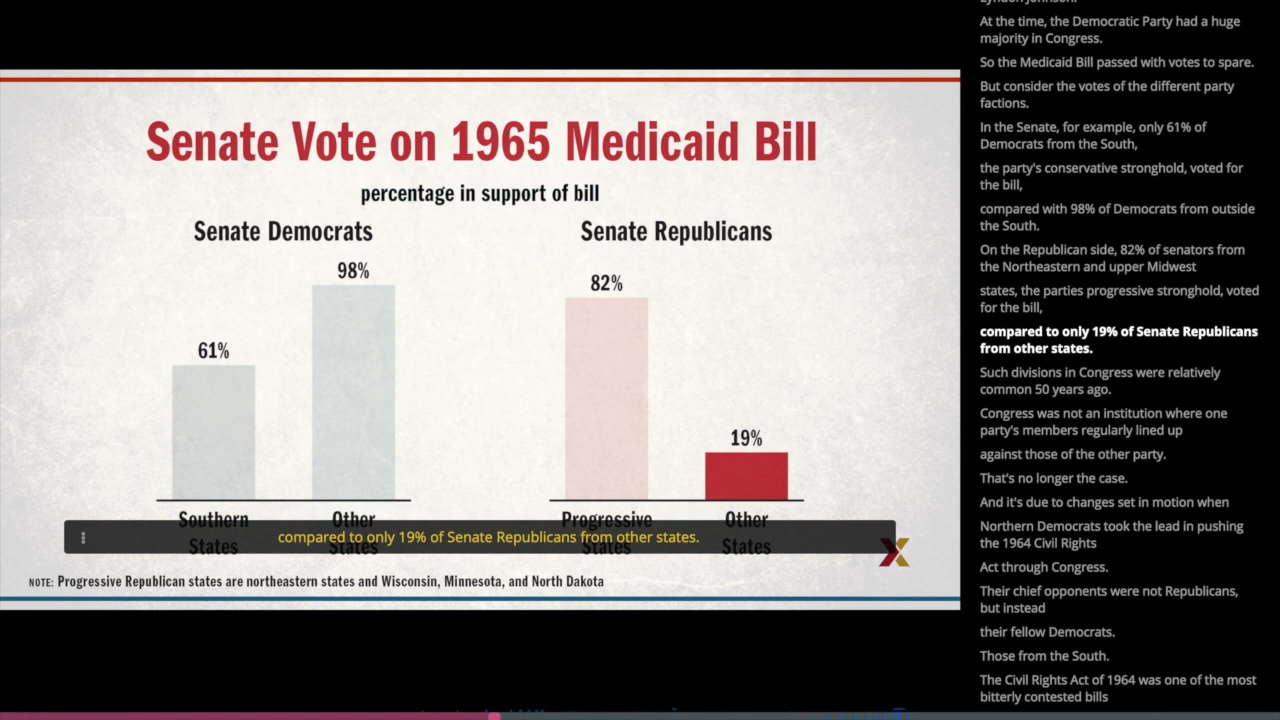 Senate Vote on 1965 Medicaid Bill
percentage in support of bill
Senate Democrats
Senate Republicans
98%
82%
61%
19%
Southern States
Other States
Progressive States
Other States
compared to only 19% of Senate Republicans from other states.
NOTE: Progressive Republican states are northeastern states and Wisconsin, Minnesota, and North Dakota
Lyndon Johnson.
At the time, the Democratic Party had a huge
majority in Congress.
So the Medicaid Bill passed with votes to spare.
But consider the votes of the different party
factions.
In the Senate, for example, only 61% of
Democrats from the South,
the party's conservative stronghold, voted for
the bill,
compared with 98% of Democrats from outside
the South.
On the Republican side, 82% of senators from
the Northeastern and upper Midwest
states, the parties progressive stronghold, voted
for the bill,
compared to only 19% of Senate Republicans
from other states.
Such divisions in Congress were relatively
common 50 years ago.
Congress was not an institution where one
party's members regularly lined up
against those of the other party.
That's no longer the case.
And it's due to changes set in motion when
Northern Democrats took the lead in pushing
the 1964 Civil Rights
Act through Congress.
Their chief opponents were not Republicans,
but instead
their fellow Democrats.
Those from the South.
The Civil Rights Act of 1964 was one of the most
bitterly contested bills